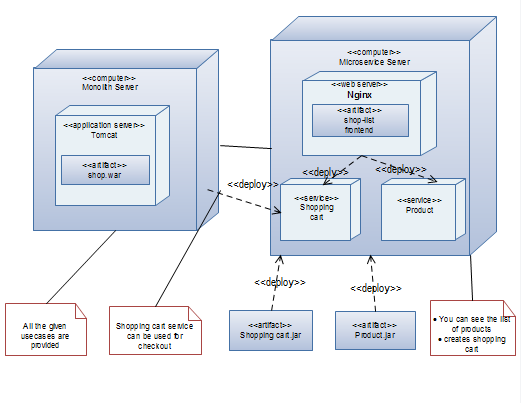 <<computer>>
Monolith Server
<<application server>>
Tomcat
<<artifact>>
shop.war
<<computer>>
Microservice Server
<<web server>>
Nginx
<<artifact>>
shop-list
frontend
<<deploy>>
<<deploy>>
<<deploy>>
<<service>>
Shopping
cart
<<service>>
Product
<<deploy>>
<<deploy>>
All the given
usecases are
provided
Shopping cart service
can be used for
checkout
<<artifact>>
Shopping cart.jar
<<artifact>>
Product.jar
• You can see the list
of products
• creates shopping
cart